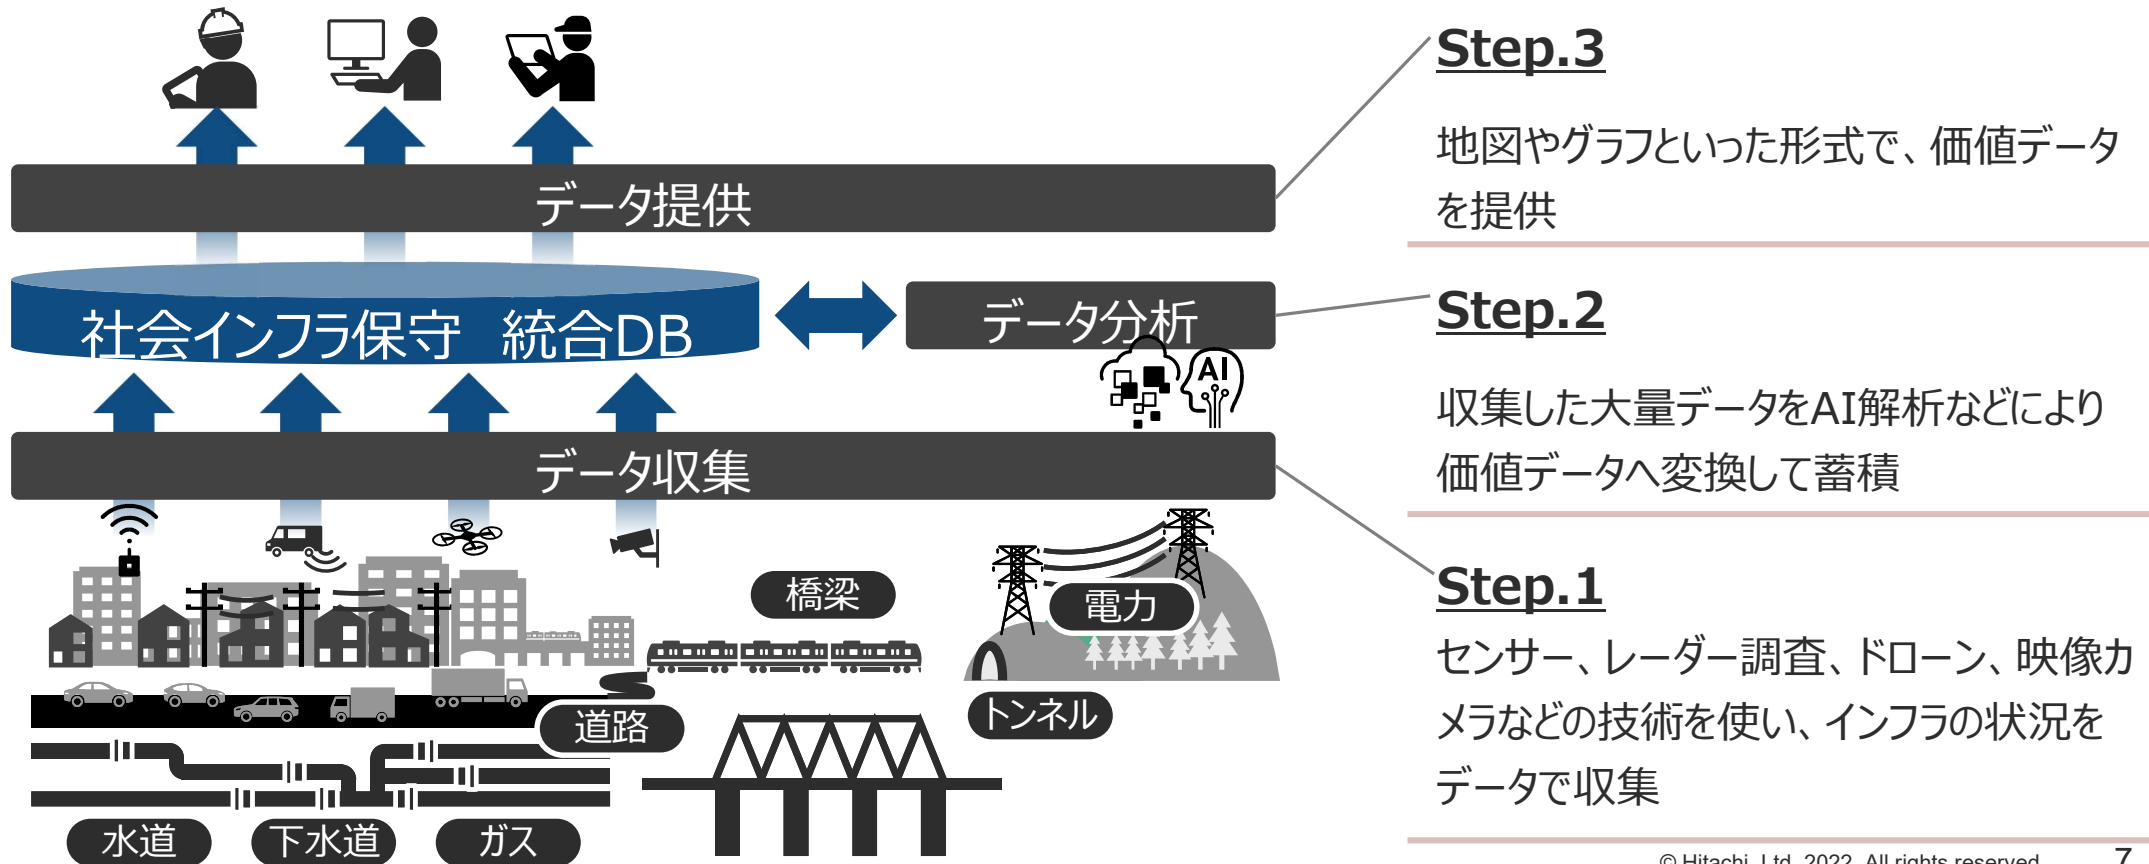 データ提供
社会インフラ保守　統合DB
データ分析
AI
データ収集
橋梁
電力
道路
トンネル
水道
下水道
ガス
Step.3
地図やグラフといった形式で、価値データ
を提供
Step.2
収集した大量データをAI解析などにより
価値データへ変換して蓄積
Step.1
センサー、レーダー調査、ドローン、映像カ
メラなどの技術を使い、インフラの状況を
データで収集
© Hitachi, Ltd. 2022. All rights reserved.
7